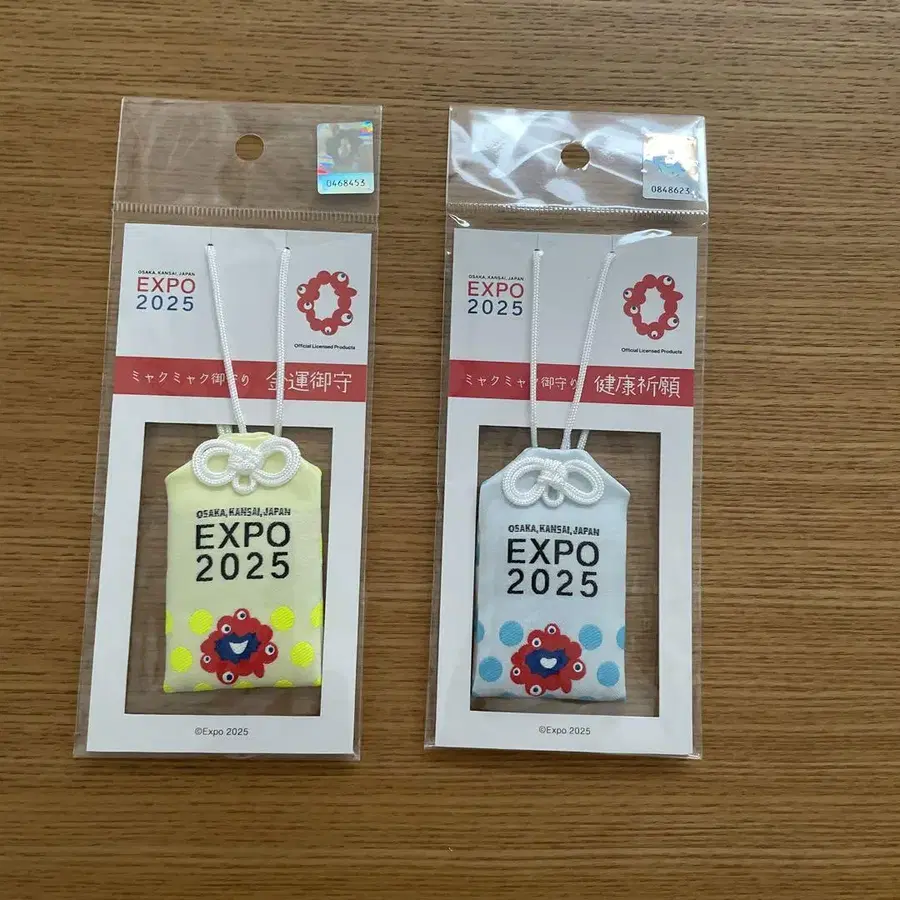 0468453
OSAKA, KANSAI, JAPAN
EXPO
2025
Official Licensed Products
ミャクミャク御守り 金運御守
OSAKA, KANSAI, JAPAN
EXPO
2025
©Expo 2025
0848623
OSAKA, KANSAI, JAPAN
EXPO
2025
Official Licensed Products
ミャクミャク御守り 健康祈願
OSAKA, KANSAI, JAPAN
EXPO
2025
©Expo 2025